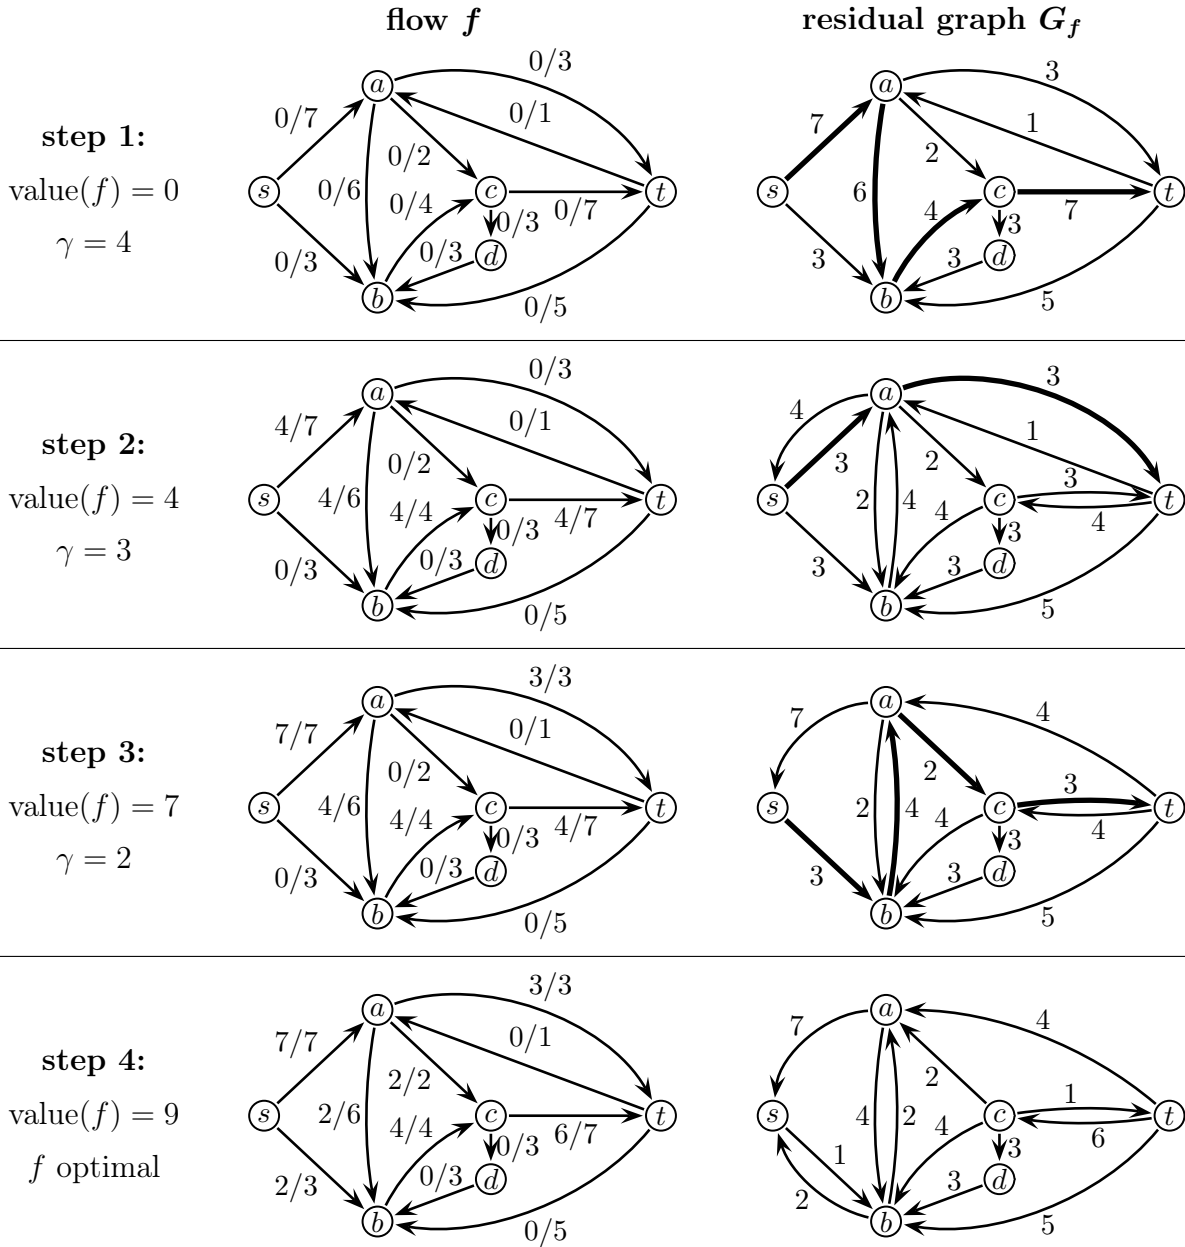 flow f
residual graph G_f
step 1:
value(f) = 0
γ = 4
0/3
a
0/7
0/1
0/2
s
0/6
0/4
c
0/3
0/7
t
0/3
d
0/3
b
0/5
3
a
7
1
2
s
6
4
c
3
7
t
3
d
3
b
5
step 2:
value(f) = 4
γ = 3
0/3
a
4/7
0/1
0/2
s
4/6
4/4
c
0/3
4/7
t
0/3
d
0/3
b
0/5
3
a
4
3
1
2
s
2
4
4
c
3
3
4
t
3
d
3
b
5
step 3:
value(f) = 7
γ = 2
3/3
a
7/7
0/1
0/2
s
4/6
4/4
c
0/3
4/7
t
0/3
d
0/3
b
0/5
a
7
4
2
s
2
4
4
c
3
3
4
t
3
d
3
b
5
step 4:
value(f) = 9
f optimal
3/3
a
7/7
0/1
2/2
s
2/6
4/4
c
0/3
6/7
t
0/3
d
2/3
b
0/5
a
7
4
2
s
4
2
4
c
3
1
6
t
1
3
d
2
b
5